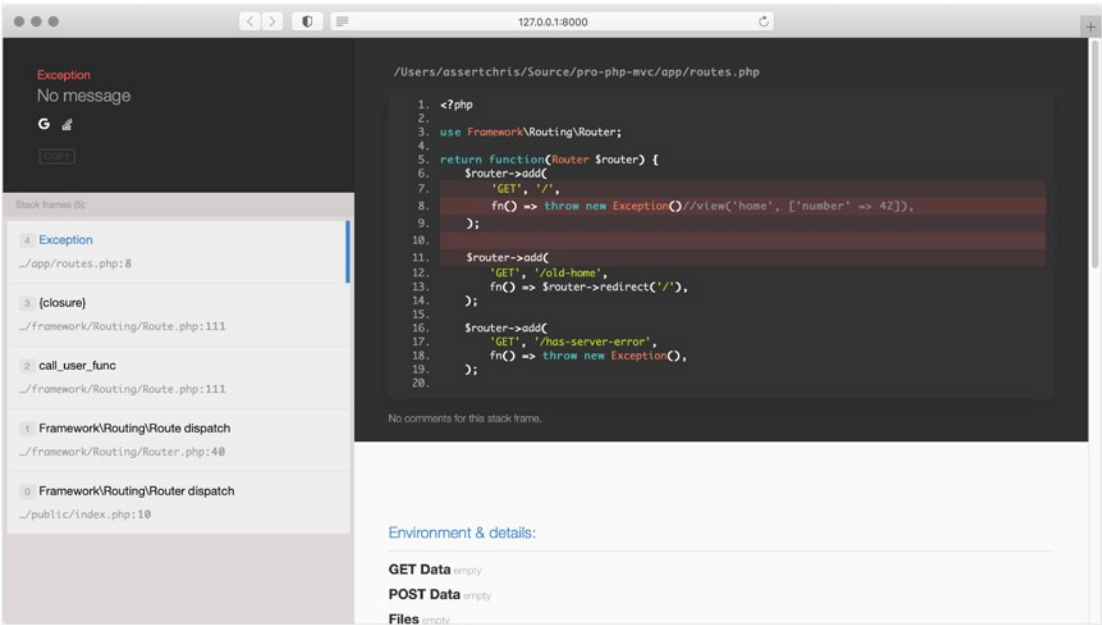 127.0.0.1:8000
Exception
No message
G
COPY
Stack frames (5):
4 Exception
…/app/routes.php:8
3 {closure}
…/framework/Routing/Route.php:111
2 call_user_func
…/framework/Routing/Route.php:111
1 Framework\Routing\Route dispatch
…/framework/Routing/Router.php:40
0 Framework\Routing\Router dispatch
…/public/index.php:10
/Users/assertchris/Source/pro-php-mvc/app/routes.php
1. <?php
2.
3. use Framework\Routing\Router;
4.
5. return function(Router $router) {
6.     $router->add(
7.         'GET', '/',
8.         fn() => throw new Exception()//view('home', ['number' => 42]),
9.     );
10.
11.     $router->add(
12.         'GET', '/old-home',
13.         fn() => $router->redirect('/'),
14.     );
15.
16.     $router->add(
17.         'GET', '/has-server-error',
18.         fn() => throw new Exception(),
19.     );
20.
No comments for this stack frame.
Environment & details:
GET Data empty
POST Data empty
Files empty